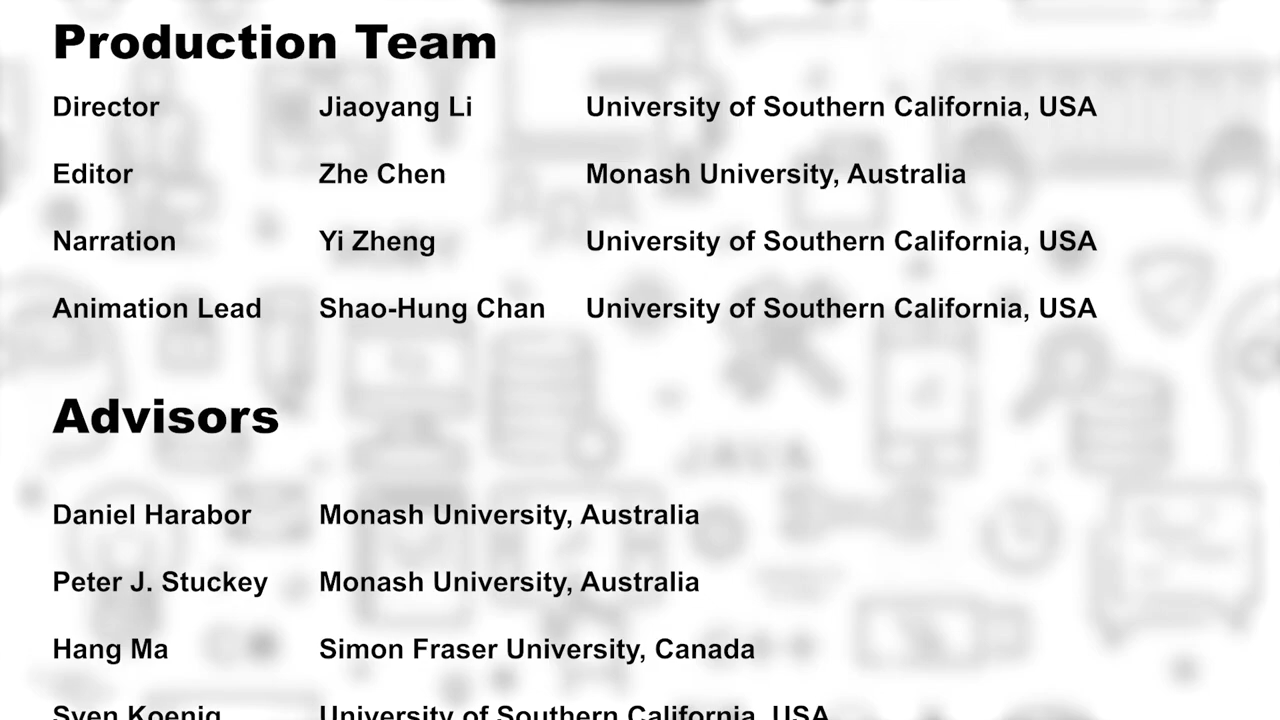 Production Team
Director Jiaoyang Li University of Southern California, USA
Editor Zhe Chen Monash University, Australia
Narration Yi Zheng University of Southern California, USA
Animation Lead Shao-Hung Chan University of Southern California, USA
Advisors
Daniel Harabor Monash University, Australia
Peter J. Stuckey Monash University, Australia
Hang Ma Simon Fraser University, Canada
Sven Koenig University of Southern California, USA
JAVA